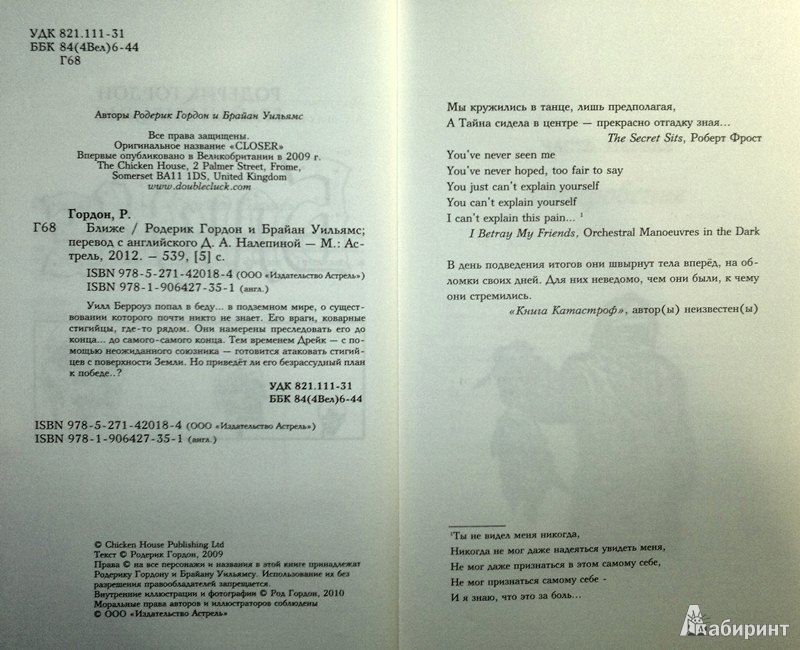 УДК 821.111-31
ББК 84(4Вел)6-44
Г68
Авторы Родерик Гордон и Брайан Уильямс
Все права защищены.
Оригинальное название «CLOSER»
Впервые опубликовано в Великобритании в 2009 г.
The Chicken House, 2 Palmer Street, Frome,
Somerset BA11 1DS, United Kingdom
www.doublecluck.com
Гордон, Р.
Г68 Ближе / Родерик Гордон и Брайан Уильямс;
перевод с английского Д. А. Налепиной — М.: Ас-
трель, 2012. — 539, [5] с.
ISBN 978-5-271-42018-4 (ООО «Издательство Астрель»)
ISBN 978-1-906427-35-1 (англ.)
Уилл Берроуз попал в беду... в подземном мире, о сущест-
вовании которого почти никто не знает. Его враги, коварные
стигийцы, где-то рядом. Они намерены преследовать его до
конца... до самого-самого конца. Тем временем Дрейк — с по-
мощью неожиданного союзника — готовится атаковать стигий-
цев с поверхности Земли. Но приведёт ли его безрассудный план
к победе..?
УДК 821.111-31
ББК 84(4Вел)6-44
ISBN 978-5-271-42018-4 (ООО «Издательство Астрель»)
ISBN 978-1-906427-35-1 (англ.)
© Chicken House Publishing Ltd
Текст © Родерик Гордон, 2009
Права © на все персонажи и названия в этой книге принадлежат
Родерику Гордону и Брайану Уильямсу. Использование их без
разрешения правообладателей запрещается.
Внутренние иллюстрации и фотографии © Род Гордон, 2010
Моральные права авторов и иллюстраторов соблюдены
© ООО «Издательство Астрель»
Мы кружились в танце, лишь предполагая,
А Тайна сидела в центре — прекрасно отгадку зная...
The Secret Sits, Роберт Фрост
You've never seen me
You've never hoped, too fair to say
You just can't explain yourself
You can't explain yourself
I can't explain this pain... ¹
I Betray My Friends, Orchestral Manoeuvres in the Dark
В день подведения итогов они швырнут тела вперёд, на об-
ломки своих дней. Для них неведомо, чем они были, к чему
они стремились.
«Книга Катастроф», автор(ы) неизвестен(ы)
¹Ты не видел меня никогда,
Никогда не мог даже надеяться увидеть меня,
Не мог даже признаться в этом самому себе,
Не мог признаться самому себе -
И я знаю, что это за боль...
Лабиринт